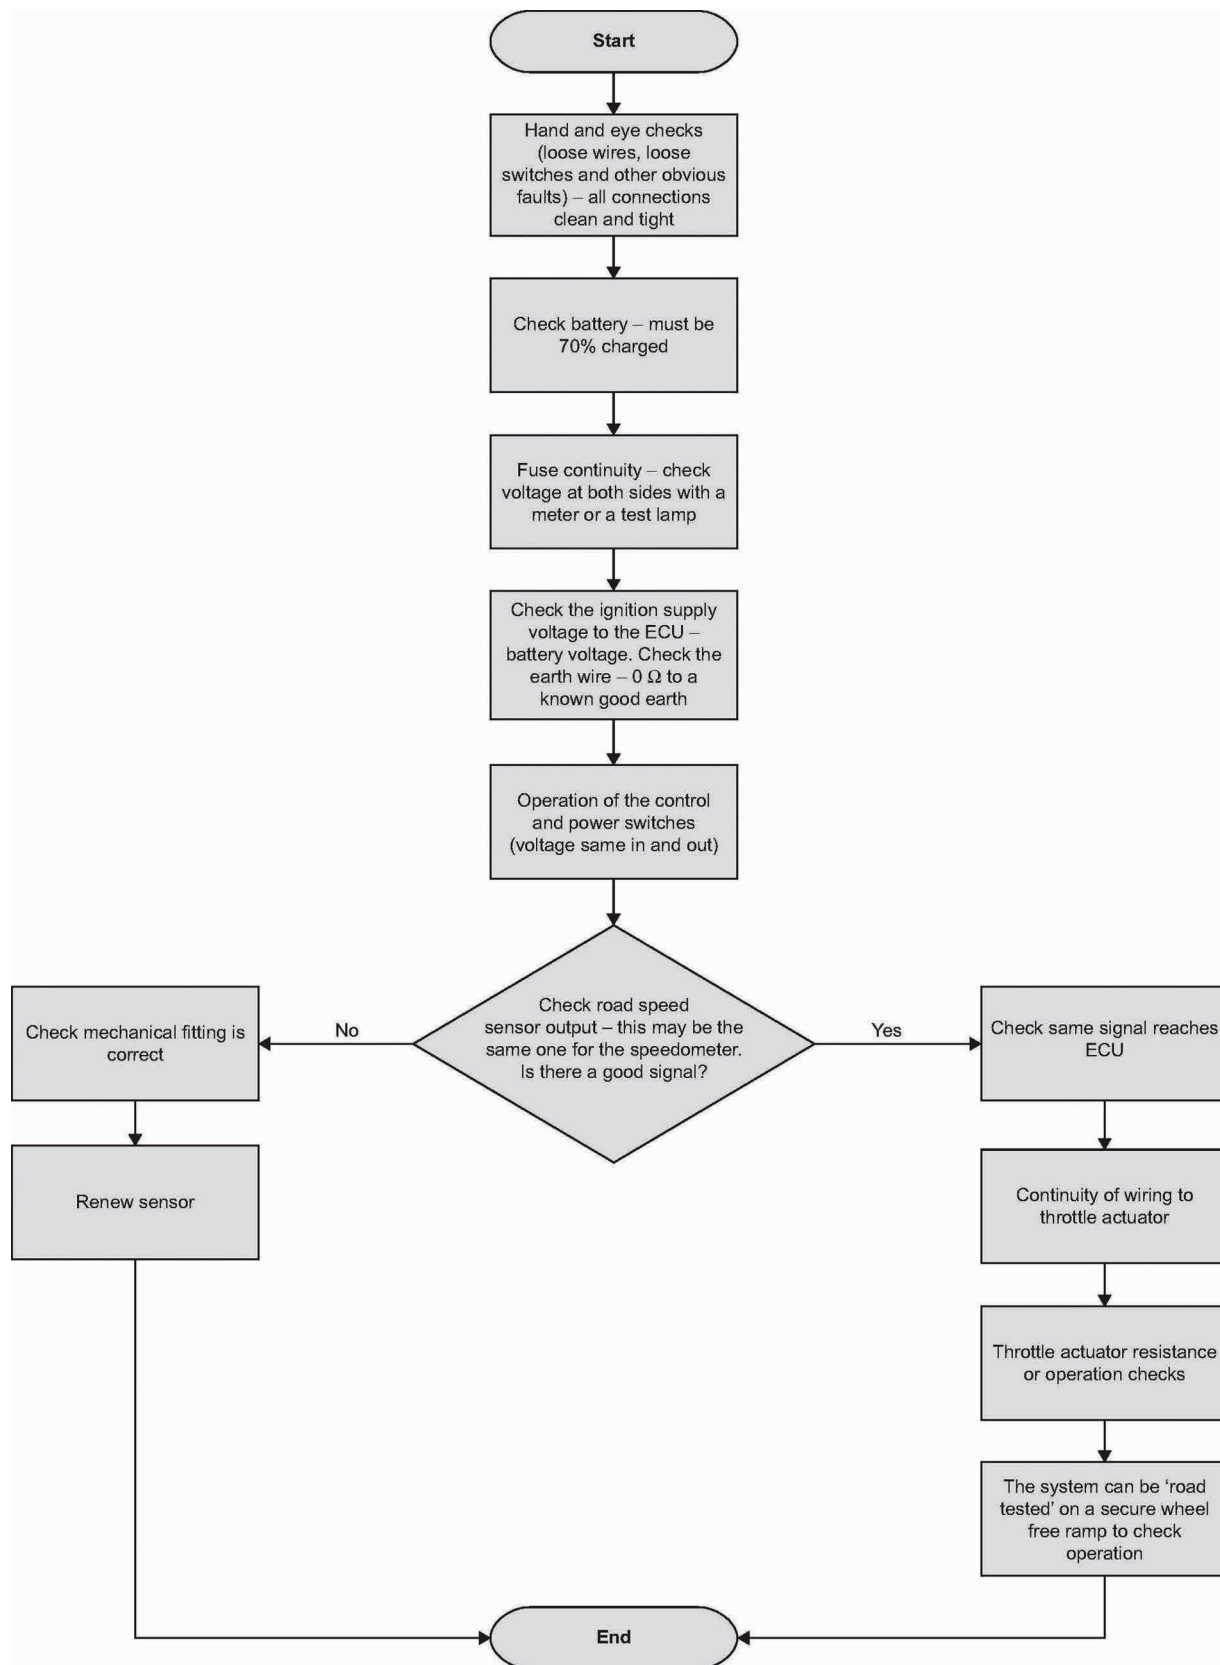 Start
Hand and eye checks
(loose wires, loose
switches and other obvious
faults) – all connections
clean and tight
Check battery – must be
70% charged
Fuse continuity – check
voltage at both sides with a
meter or a test lamp
Check the ignition supply
voltage to the ECU –
battery voltage. Check the
earth wire – 0 Ω to a
known good earth
Operation of the control
and power switches
(voltage same in and out)
Check road speed
sensor output – this may be the
same one for the speedometer.
Is there a good signal?
No
Check mechanical fitting is
correct
Renew sensor
Yes
Check same signal reaches
ECU
Continuity of wiring to
throttle actuator
Throttle actuator resistance
or operation checks
The system can be ‘road
tested’ on a secure wheel
free ramp to check
operation
End